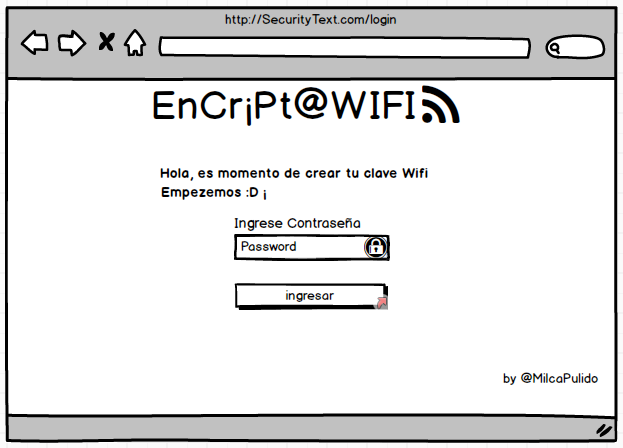 http://SecurityText.com/login
EnCr¡Pt@WIFI
Hola, es momento de crear tu clave Wifi
Empezemos :D ¡
Ingrese Contraseña
Password
ingresar
by @MilcaPulido